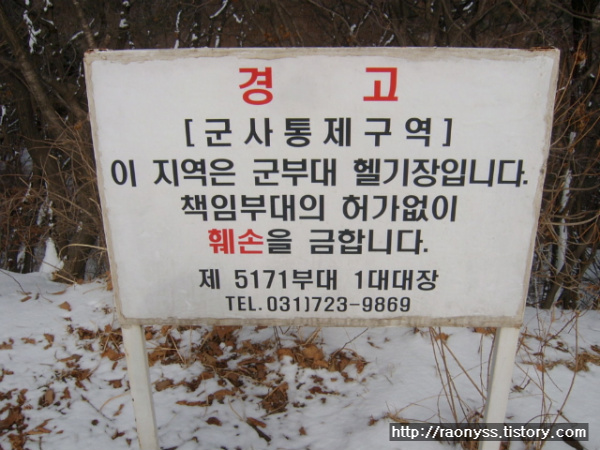 경 고
[군사통제구역]
이 지역은 군부대 헬기장입니다.
책임부대의 허가없이
훼손을 금합니다.
제 5171부대 1대대장
TEL.031)723-9869
http://raonyss.tistory.com